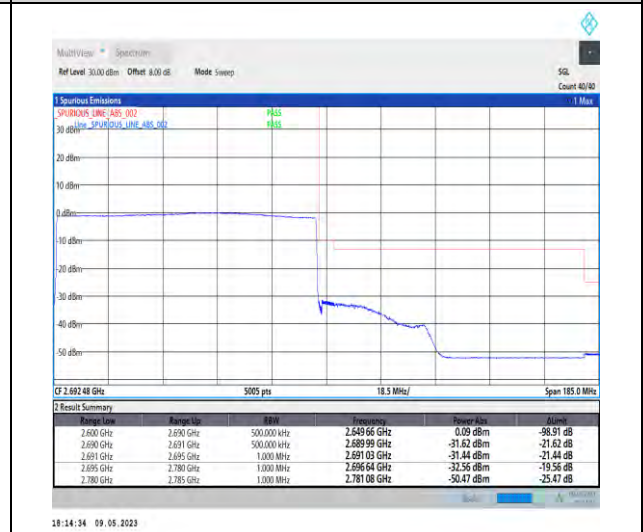 MultiView Spectrum
Ref Level 30.00 dBm Offset 8.00 dB Mode Sweep SGL
Count 40/40
1 Spurious Emissions 1 Max
_SPURIOUS_LINE_ABS_002 PASS
Line _SPURIOUS_LINE_ABS_002 PASS
30 dBm
20 dBm
10 dBm
0 dBm
-10 dBm
-20 dBm
-30 dBm
-40 dBm
-50 dBm
CF 2.692 48 GHz 5005 pts 18.5 MHz/ Span 185.0 MHz
2 Result Summary
Range Low Range Up RBW Frequency Power Abs ΔLimit
2.600 GHz 2.690 GHz 500.000 kHz 2.649 66 GHz 0.09 dBm -98.91 dB
2.690 GHz 2.691 GHz 500.000 kHz 2.689 99 GHz -31.62 dBm -21.62 dB
2.691 GHz 2.695 GHz 1.000 MHz 2.691 03 GHz -31.44 dBm -21.44 dB
2.695 GHz 2.780 GHz 1.000 MHz 2.696 64 GHz -32.56 dBm -19.56 dB
2.780 GHz 2.785 GHz 1.000 MHz 2.781 08 GHz -50.47 dBm -25.47 dB
18:14:34 09.05.2023